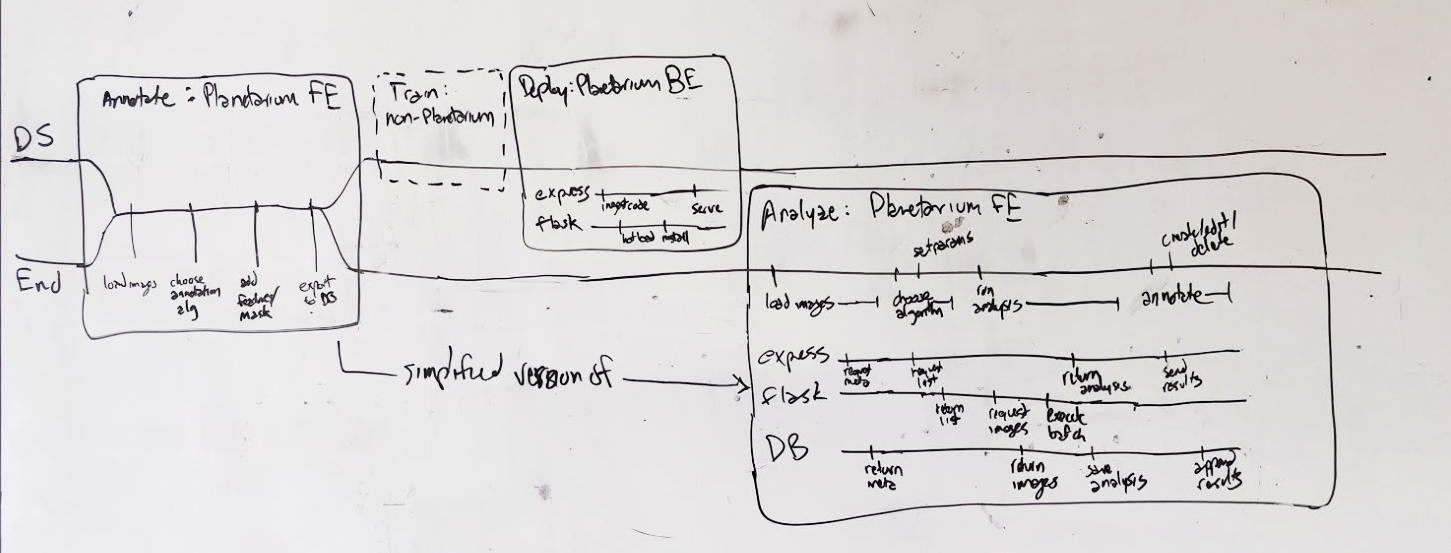 DS
End
Annotate : Planetarium FE
load images
choose
annotation
alg
add
feature/
mask
export
to DB
Train:
non-Planetarium
Deploy: Planetarium BE
express
ingest code
serve
flask
hot load
install
Analyze: Planetarium FE
set params
create/edit/
delete
load images
choose
algorithm
run
analysis
annotate
simplified version of
express
request
meta
request
list
return
analysis
send
results
flask
return
list
request
images
execute
batch
DB
return
meta
return
images
save
analysis
append
results